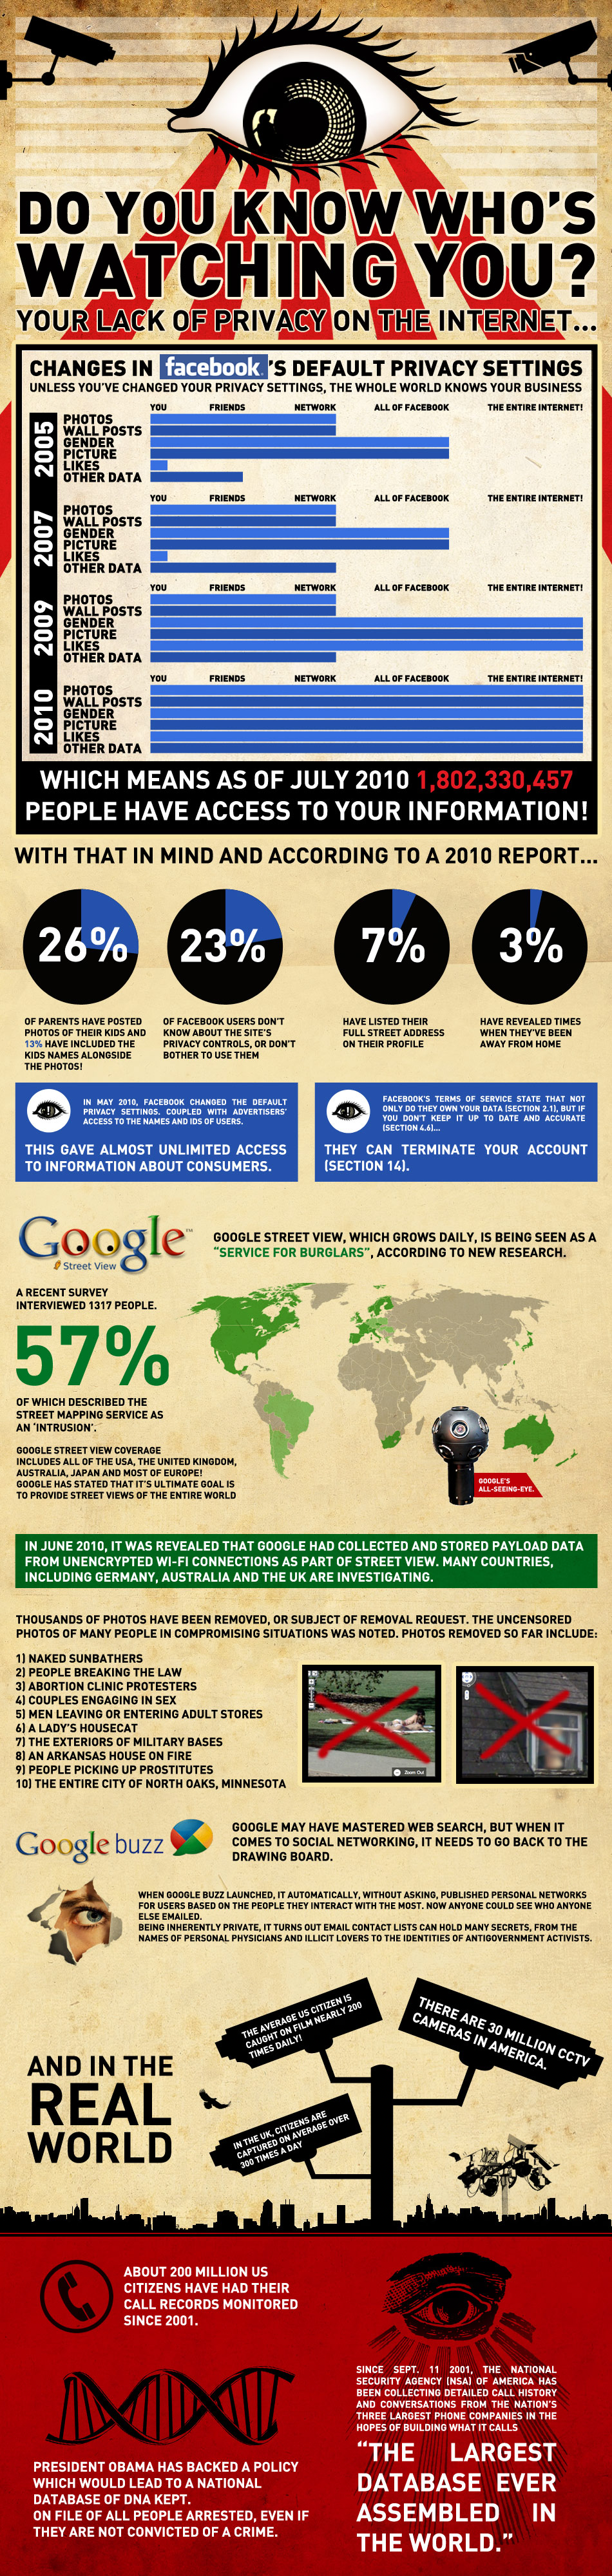 DO YOU KNOW WHO'S
WATCHING YOU?
YOUR LACK OF PRIVACY ON THE INTERNET...
CHANGES IN facebook.'S DEFAULT PRIVACY SETTINGS
UNLESS YOU'VE CHANGED YOUR PRIVACY SETTINGS, THE WHOLE WORLD KNOWS YOUR BUSINESS
YOU FRIENDS NETWORK ALL OF FACEBOOK THE ENTIRE INTERNET!
2005
PHOTOS
WALL POSTS
GENDER
PICTURE
LIKES
OTHER DATA
YOU FRIENDS NETWORK ALL OF FACEBOOK THE ENTIRE INTERNET!
2007
PHOTOS
WALL POSTS
GENDER
PICTURE
LIKES
OTHER DATA
YOU FRIENDS NETWORK ALL OF FACEBOOK THE ENTIRE INTERNET!
2009
PHOTOS
WALL POSTS
GENDER
PICTURE
LIKES
OTHER DATA
YOU FRIENDS NETWORK ALL OF FACEBOOK THE ENTIRE INTERNET!
2010
PHOTOS
WALL POSTS
GENDER
PICTURE
LIKES
OTHER DATA
WHICH MEANS AS OF JULY 2010 1,802,330,457
PEOPLE HAVE ACCESS TO YOUR INFORMATION!
WITH THAT IN MIND AND ACCORDING TO A 2010 REPORT...
26%
OF PARENTS HAVE POSTED
PHOTOS OF THEIR KIDS AND
13% HAVE INCLUDED THE
KIDS NAMES ALONGSIDE
THE PHOTOS!
23%
OF FACEBOOK USERS DON'T
KNOW ABOUT THE SITE'S
PRIVACY CONTROLS, OR DON'T
BOTHER TO USE THEM
7%
HAVE LISTED THEIR
FULL STREET ADDRESS
ON THEIR PROFILE
3%
HAVE REVEALED TIMES
WHEN THEY'VE BEEN
AWAY FROM HOME
IN MAY 2010, FACEBOOK CHANGED THE DEFAULT
PRIVACY SETTINGS. COUPLED WITH ADVERTISERS'
ACCESS TO THE NAMES AND IDS OF USERS.
THIS GAVE ALMOST UNLIMITED ACCESS
TO INFORMATION ABOUT CONSUMERS.
FACEBOOK'S TERMS OF SERVICE STATE THAT NOT
ONLY DO THEY OWN YOUR DATA (SECTION 2.1), BUT IF
YOU DON'T KEEP IT UP TO DATE AND ACCURATE
(SECTION 4.6)...
THEY CAN TERMINATE YOUR ACCOUNT
(SECTION 14).
Google™
Street View
GOOGLE STREET VIEW, WHICH GROWS DAILY, IS BEING SEEN AS A
"SERVICE FOR BURGLARS", ACCORDING TO NEW RESEARCH.
A RECENT SURVEY
INTERVIEWED 1317 PEOPLE.
57%
OF WHICH DESCRIBED THE
STREET MAPPING SERVICE AS
AN 'INTRUSION'.
GOOGLE STREET VIEW COVERAGE
INCLUDES ALL OF THE USA, THE UNITED KINGDOM,
AUSTRALIA, JAPAN AND MOST OF EUROPE!
GOOGLE HAS STATED THAT IT'S ULTIMATE GOAL IS
TO PROVIDE STREET VIEWS OF THE ENTIRE WORLD
GOOGLE'S
ALL-SEEING-EYE.
IN JUNE 2010, IT WAS REVEALED THAT GOOGLE HAD COLLECTED AND STORED PAYLOAD DATA
FROM UNENCRYPTED WI-FI CONNECTIONS AS PART OF STREET VIEW. MANY COUNTRIES,
INCLUDING GERMANY, AUSTRALIA AND THE UK ARE INVESTIGATING.
THOUSANDS OF PHOTOS HAVE BEEN REMOVED, OR SUBJECT OF REMOVAL REQUEST. THE UNCENSORED
PHOTOS OF MANY PEOPLE IN COMPROMISING SITUATIONS WAS NOTED. PHOTOS REMOVED SO FAR INCLUDE:
1) NAKED SUNBATHERS
2) PEOPLE BREAKING THE LAW
3) ABORTION CLINIC PROTESTERS
4) COUPLES ENGAGING IN SEX
5) MEN LEAVING OR ENTERING ADULT STORES
6) A LADY'S HOUSECAT
7) THE EXTERIORS OF MILITARY BASES
8) AN ARKANSAS HOUSE ON FIRE
9) PEOPLE PICKING UP PROSTITUTES
10) THE ENTIRE CITY OF NORTH OAKS, MINNESOTA
Zoom Out
Google buzz
GOOGLE MAY HAVE MASTERED WEB SEARCH, BUT WHEN IT
COMES TO SOCIAL NETWORKING, IT NEEDS TO GO BACK TO THE
DRAWING BOARD.
WHEN GOOGLE BUZZ LAUNCHED, IT AUTOMATICALLY, WITHOUT ASKING, PUBLISHED PERSONAL NETWORKS
FOR USERS BASED ON THE PEOPLE THEY INTERACT WITH THE MOST. NOW ANYONE COULD SEE WHO ANYONE
ELSE EMAILED.
BEING INHERENTLY PRIVATE, IT TURNS OUT EMAIL CONTACT LISTS CAN HOLD MANY SECRETS, FROM THE
NAMES OF PERSONAL PHYSICIANS AND ILLICIT LOVERS TO THE IDENTITIES OF ANTIGOVERNMENT ACTIVISTS.
AND IN THE
REAL
WORLD
THE AVERAGE US CITIZEN IS
CAUGHT ON FILM NEARLY 200
TIMES DAILY!
THERE ARE 30 MILLION CCTV
CAMERAS IN AMERICA.
IN THE UK, CITIZENS ARE
CAPTURED ON AVERAGE OVER
300 TIMES A DAY
ABOUT 200 MILLION US
CITIZENS HAVE HAD THEIR
CALL RECORDS MONITORED
SINCE 2001.
PRESIDENT OBAMA HAS BACKED A POLICY
WHICH WOULD LEAD TO A NATIONAL
DATABASE OF DNA KEPT.
ON FILE OF ALL PEOPLE ARRESTED, EVEN IF
THEY ARE NOT CONVICTED OF A CRIME.
SINCE SEPT. 11 2001, THE NATIONAL
SECURITY AGENCY (NSA) OF AMERICA HAS
BEEN COLLECTING DETAILED CALL HISTORY
AND CONVERSATIONS FROM THE NATION'S
THREE LARGEST PHONE COMPANIES IN THE
HOPES OF BUILDING WHAT IT CALLS
"THE LARGEST
DATABASE EVER
ASSEMBLED IN
THE WORLD."